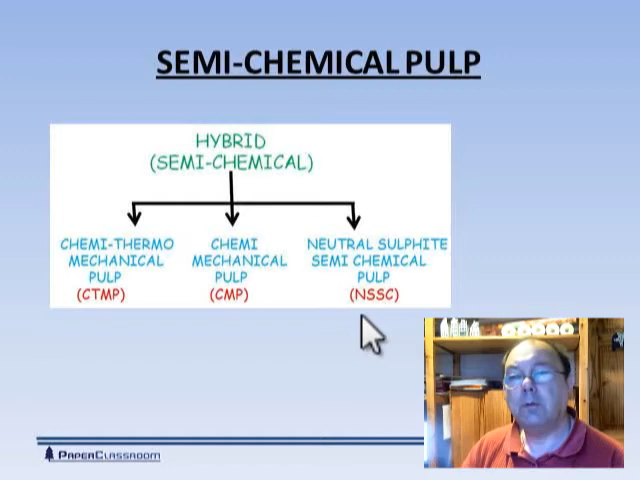 SEMI-CHEMICAL PULP
HYBRID
(SEMI-CHEMICAL)
CHEMI-THERMO
MECHANICAL
PULP
(CTMP)
CHEMI
MECHANICAL
PULP
(CMP)
NEUTRAL SULPHITE
SEMI CHEMICAL
PULP
(NSSC)
PAPERCLASSROOM